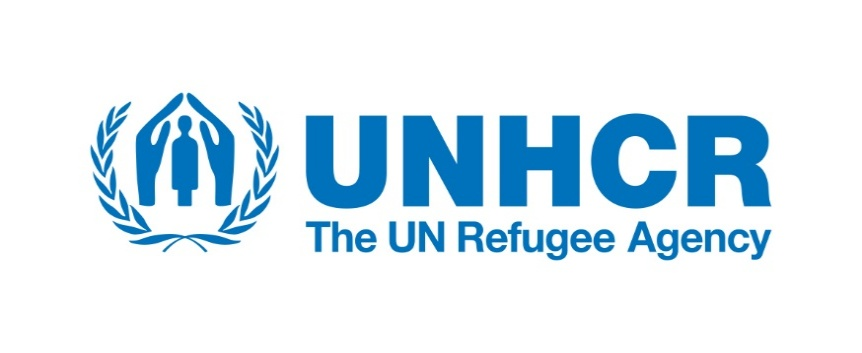 UNHCR
The UN Refugee Agency